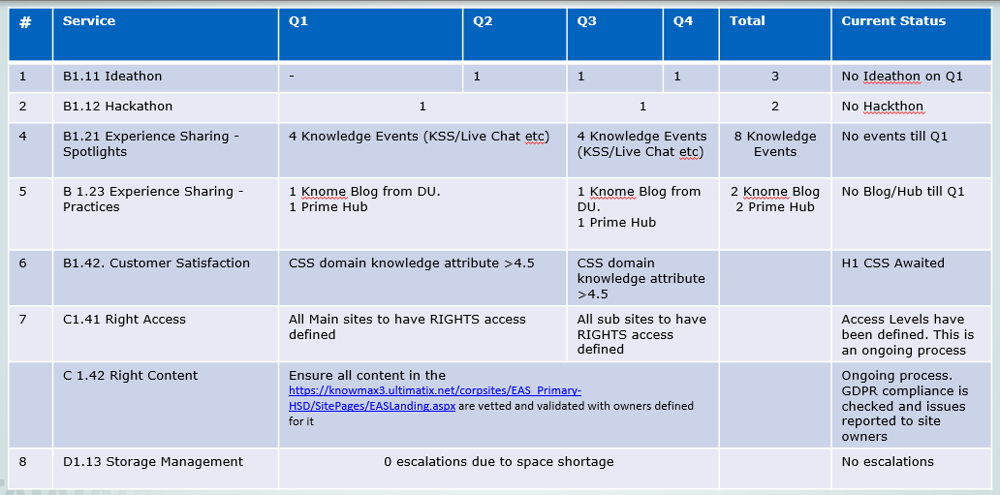 # Service Q1 Q2 Q3 Q4 Total Current Status
1 B1.11 Ideathon - 1 1 1 3 No Ideathon on Q1
2 B1.12 Hackathon 1 1 2 No Hackthon
4 B1.21 Experience Sharing - 4 Knowledge Events (KSS/Live Chat etc) 4 Knowledge Events 8 Knowledge No events till Q1
Spotlights (KSS/Live Chat etc) Events
5 B 1.23 Experience Sharing - 1 Knome Blog from DU. 1 Knome Blog from 2 Knome Blog No Blog/Hub till Q1
Practices 1 Prime Hub DU. 2 Prime Hub
1 Prime Hub
6 B1.42. Customer Satisfaction CSS domain knowledge attribute >4.5 CSS domain H1 CSS Awaited
knowledge attribute
>4.5
7 C1.41 Right Access All Main sites to have RIGHTS access All sub sites to have Access Levels have
defined RIGHTS access been defined. This is
defined an ongoing process
C 1.42 Right Content Ensure all content in the Ongoing process.
https://knowmax3.ultimatix.net/corpsites/EAS_Primary- GDPR compliance is
HSD/SitePages/EASLanding.aspx are vetted and validated with owners defined checked and issues
for it reported to site
owners
8 D1.13 Storage Management 0 escalations due to space shortage No escalations